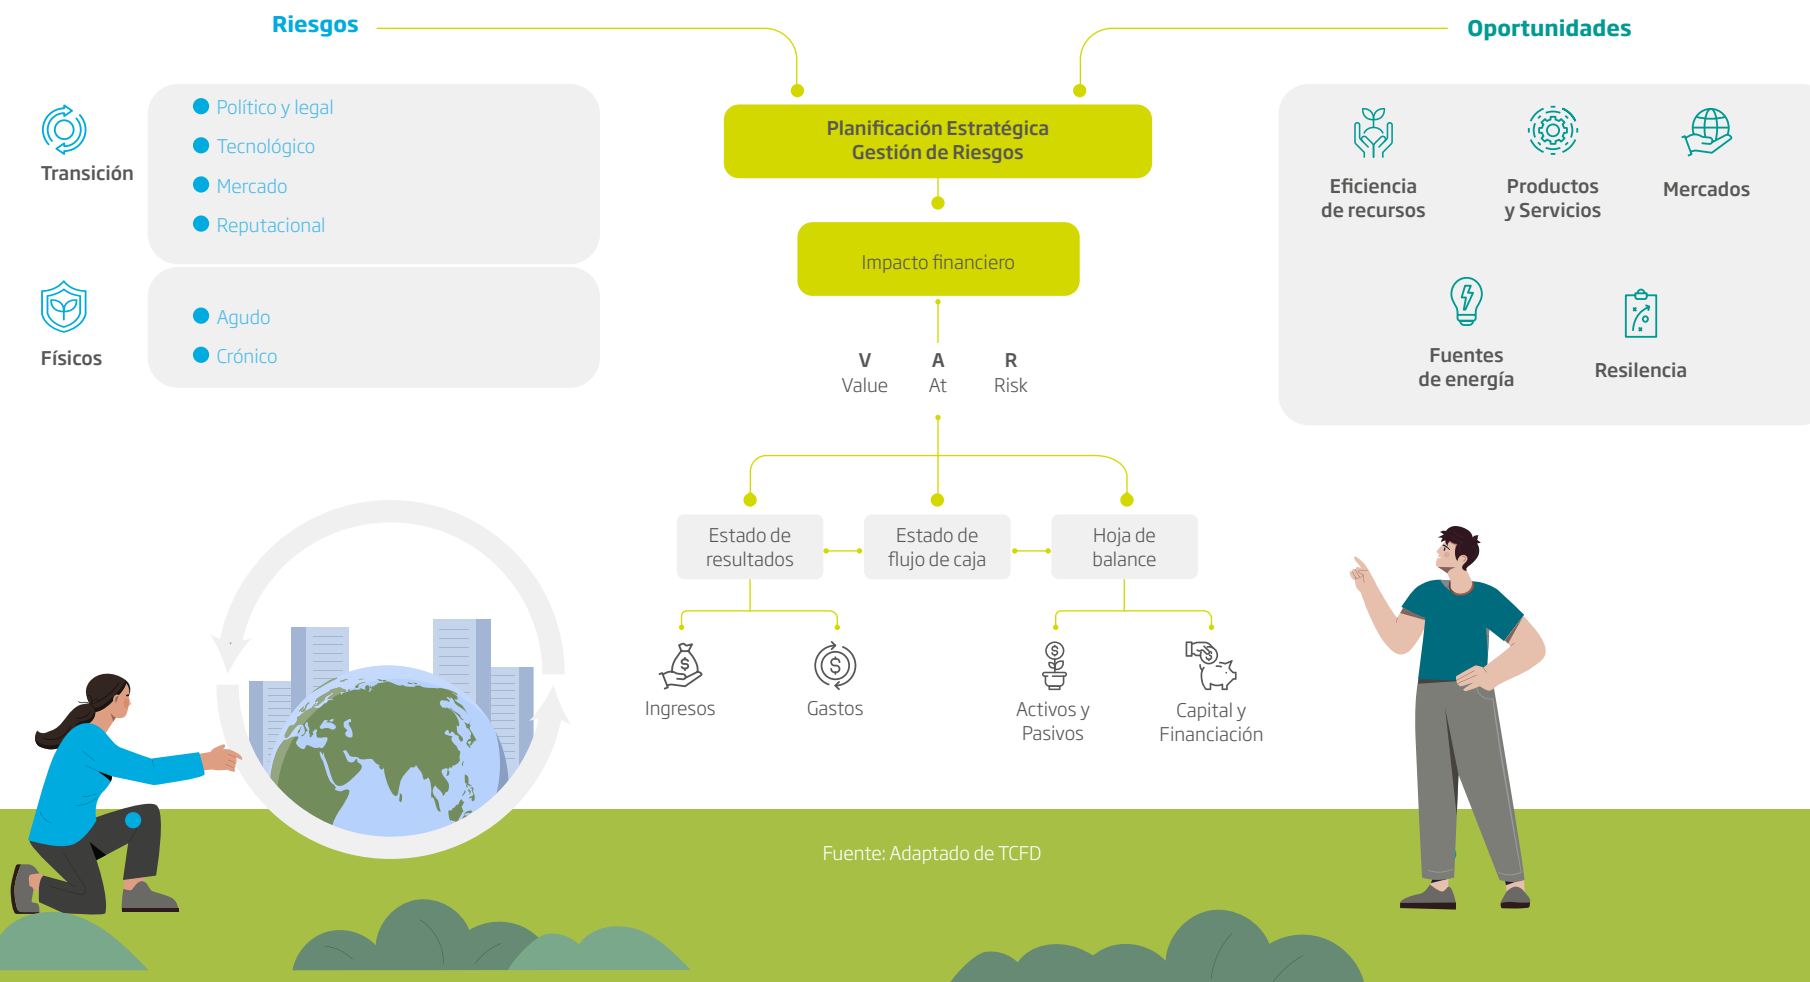 Riesgos
Oportunidades
Transición
Político y legal
Tecnológico
Mercado
Reputacional
Físicos
Agudo
Crónico
Planificación Estratégica
Gestión de Riesgos
Impacto financiero
V A R
Value At Risk
Eficiencia
de recursos
Productos
y Servicios
Mercados
Fuentes
de energía
Resilencia
Estado de
resultados
Estado de
flujo de caja
Hoja de
balance
Ingresos
Gastos
Activos y
Pasivos
Capital y
Financiación
Fuente: Adaptado de TCFD